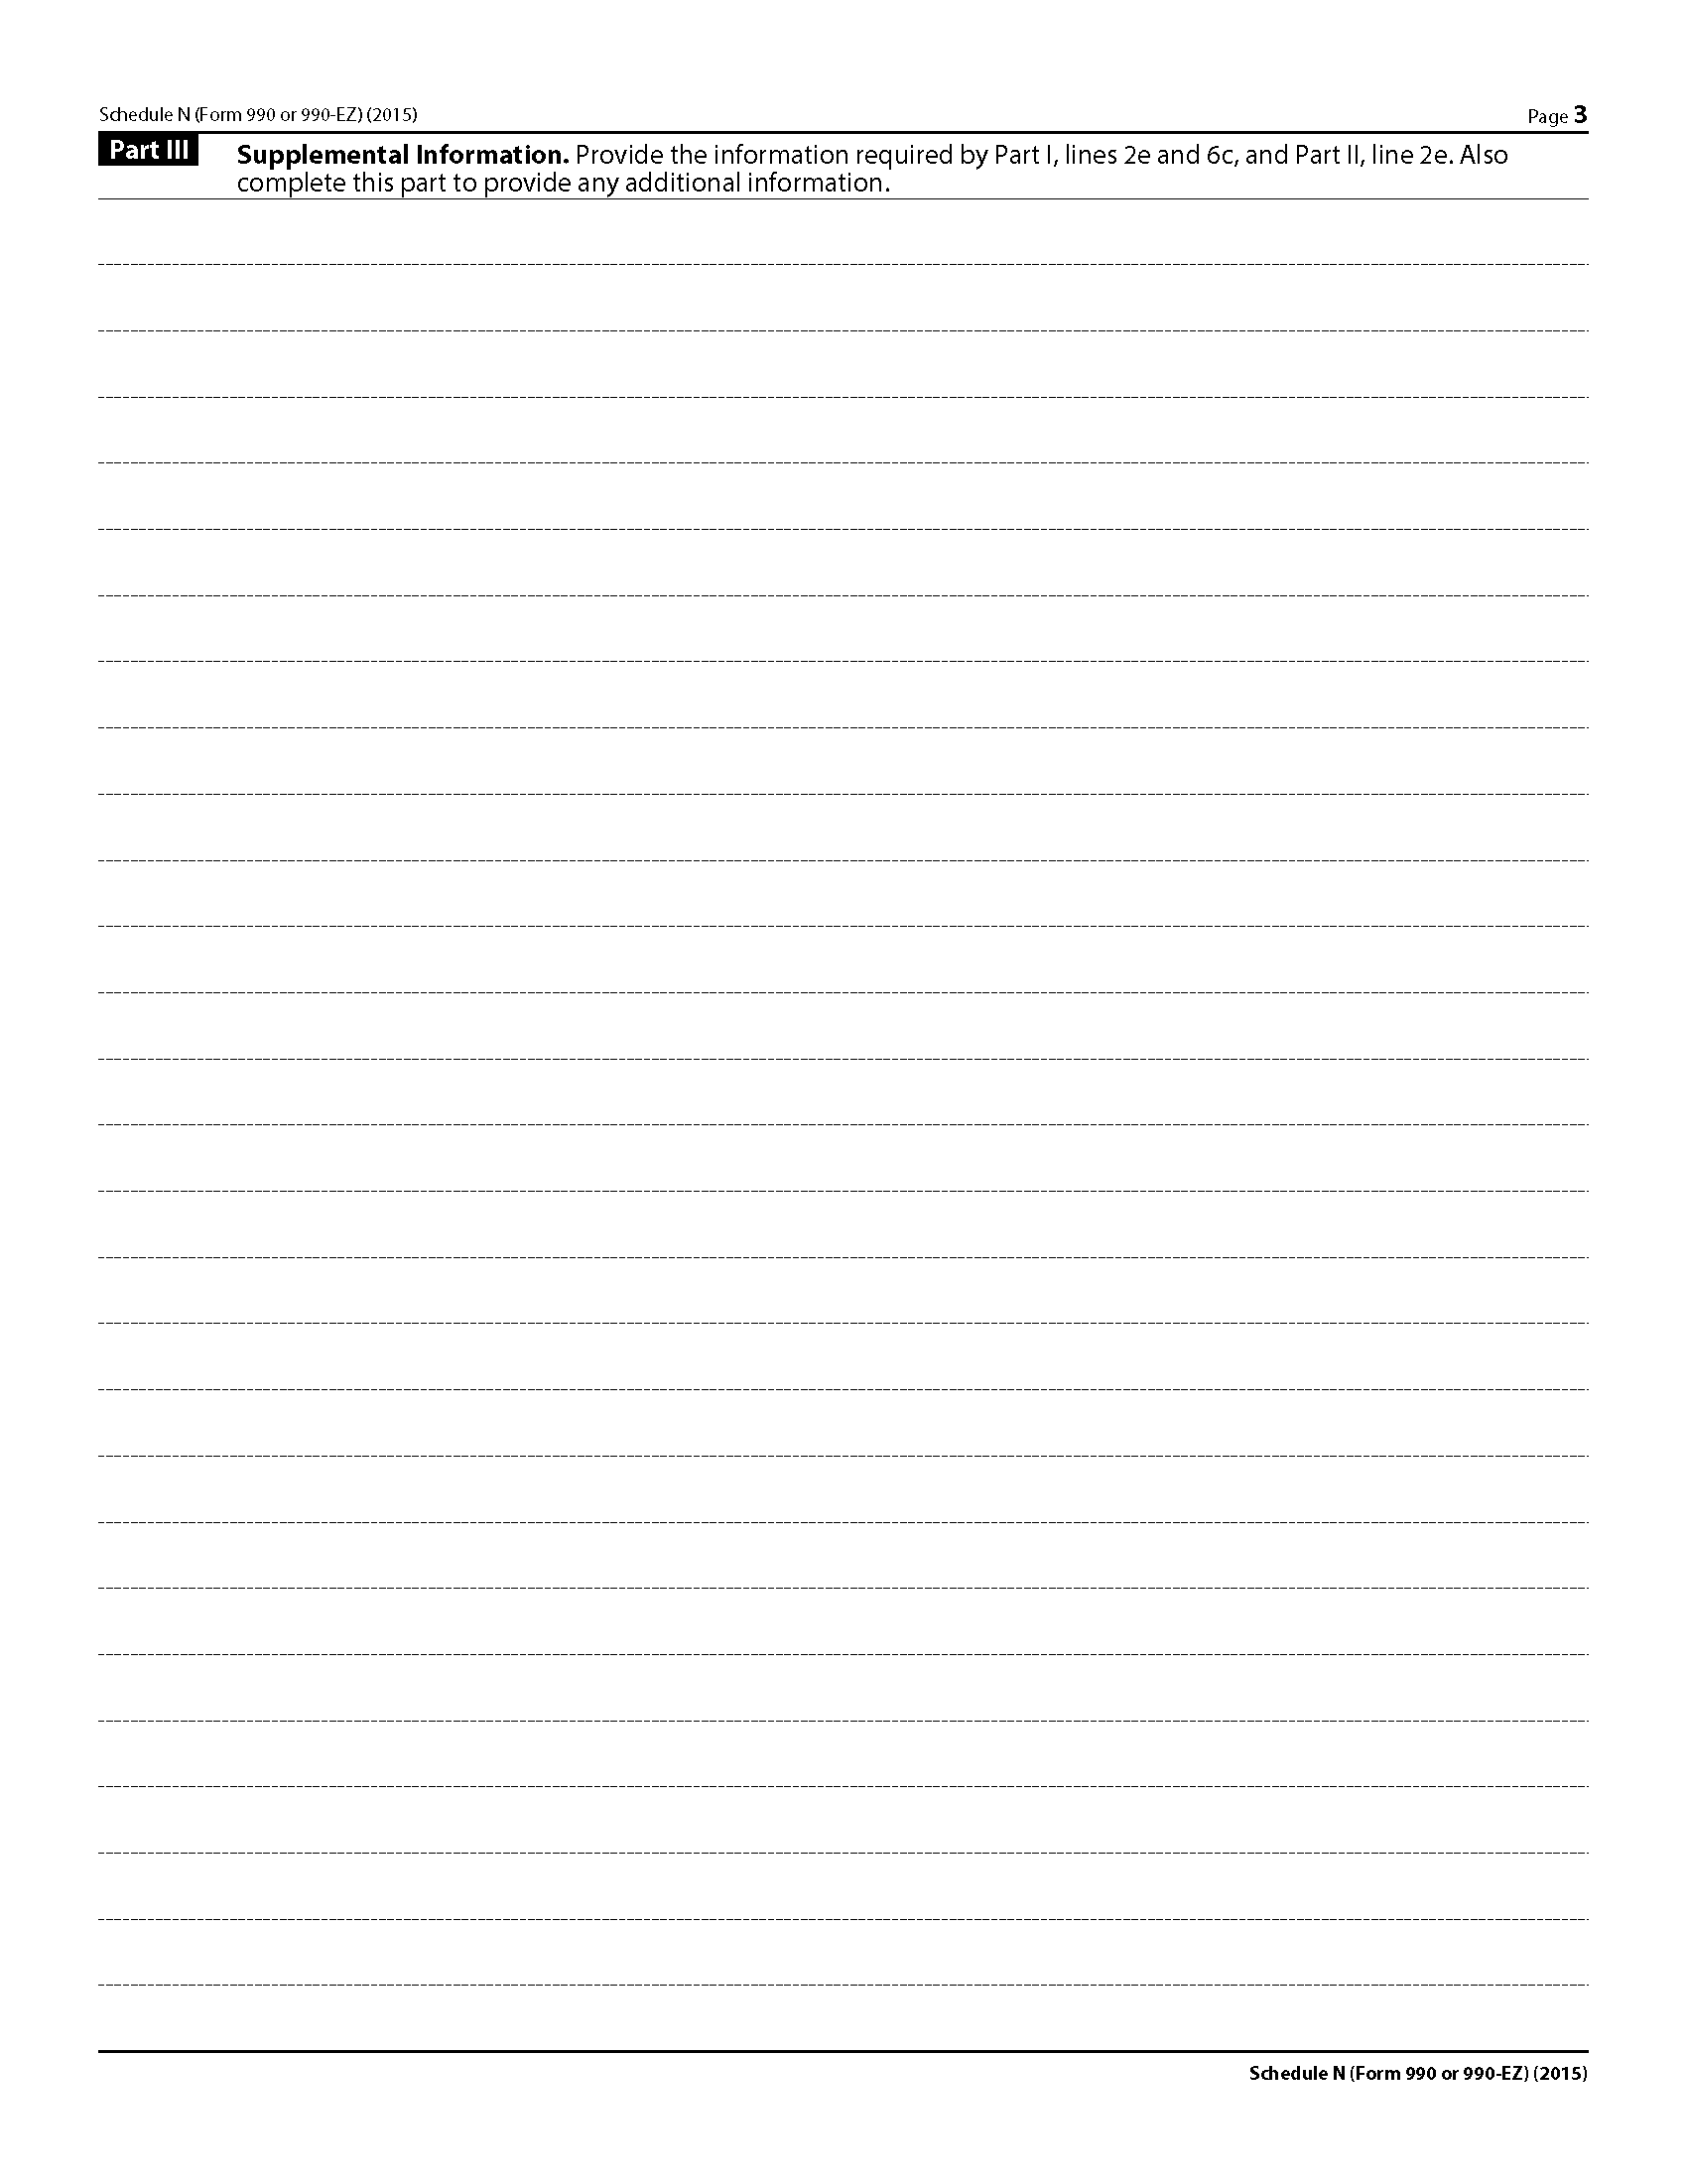 Schedule N (Form 990 or 990-EZ) (2015) Page 3
Part III Supplemental Information. Provide the information required by Part I, lines 2e and 6c, and Part II, line 2e. Also
complete this part to provide any additional information.
Schedule N (Form 990 or 990-EZ) (2015)